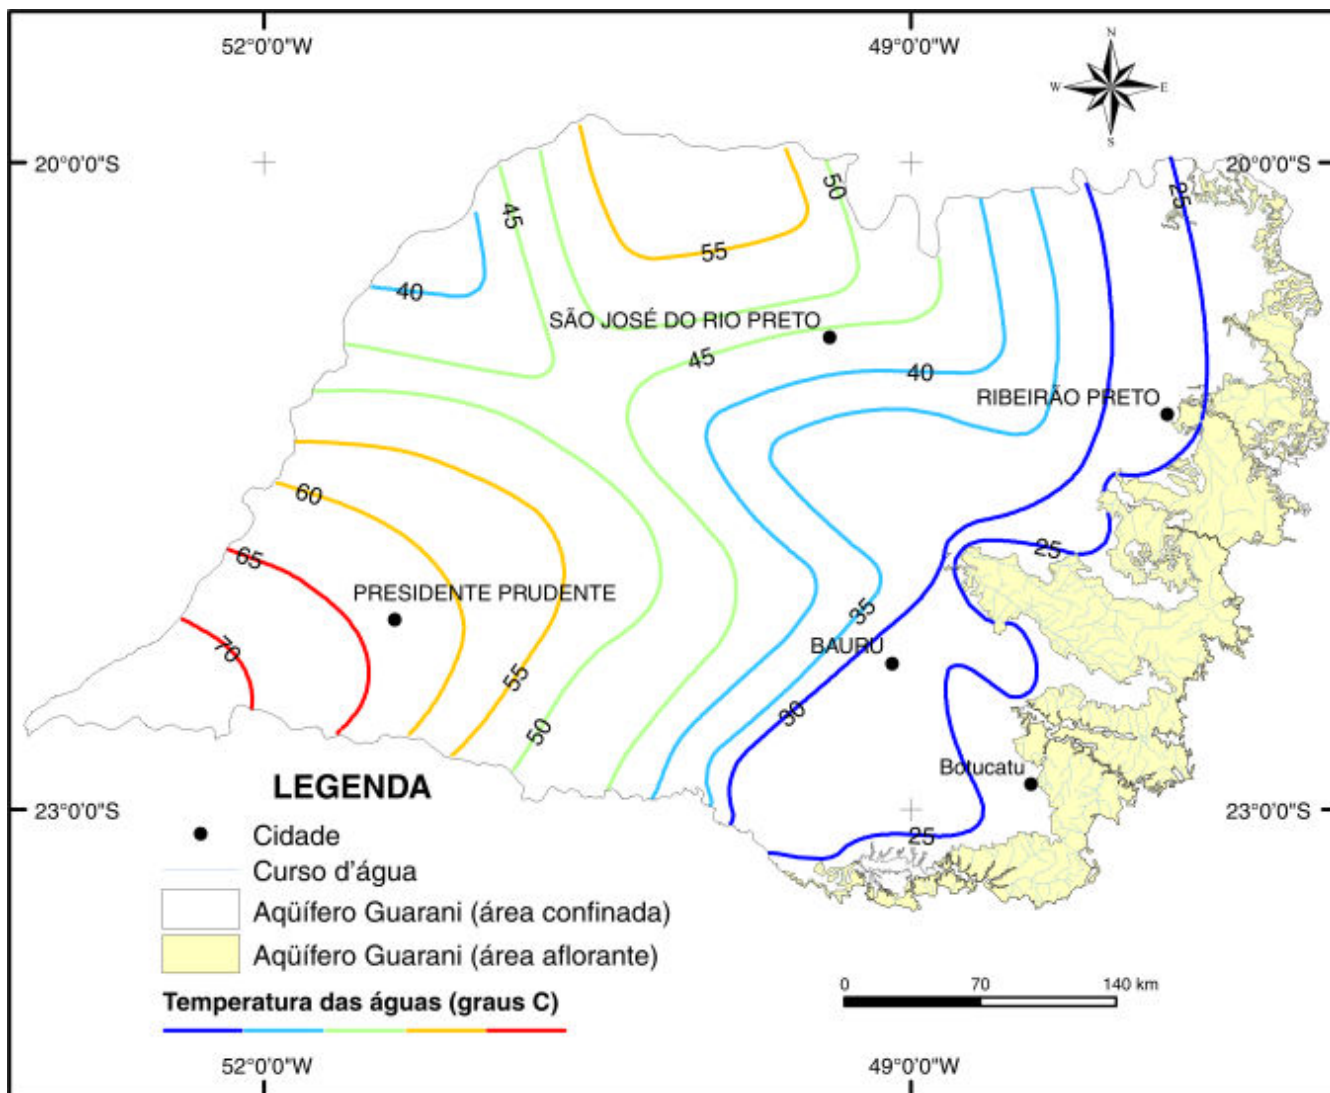 52°0'0"W
49°0'0"W
N
W
E
S
20°0'0"S
20°0'0"S
50
25
45
55
40
SÃO JOSÉ DO RIO PRETO
45
40
RIBEIRÃO PRETO
60
25
65
PRESIDENTE PRUDENTE
35
BAURU
70
55
30
50
Botucatu
LEGENDA
23°0'0"S
23°0'0"S
25
Cidade
Curso d'água
Aqüífero Guarani (área confinada)
Aqüífero Guarani (área aflorante)
0
70
140 km
Temperatura das águas (graus C)
52°0'0"W
49°0'0"W